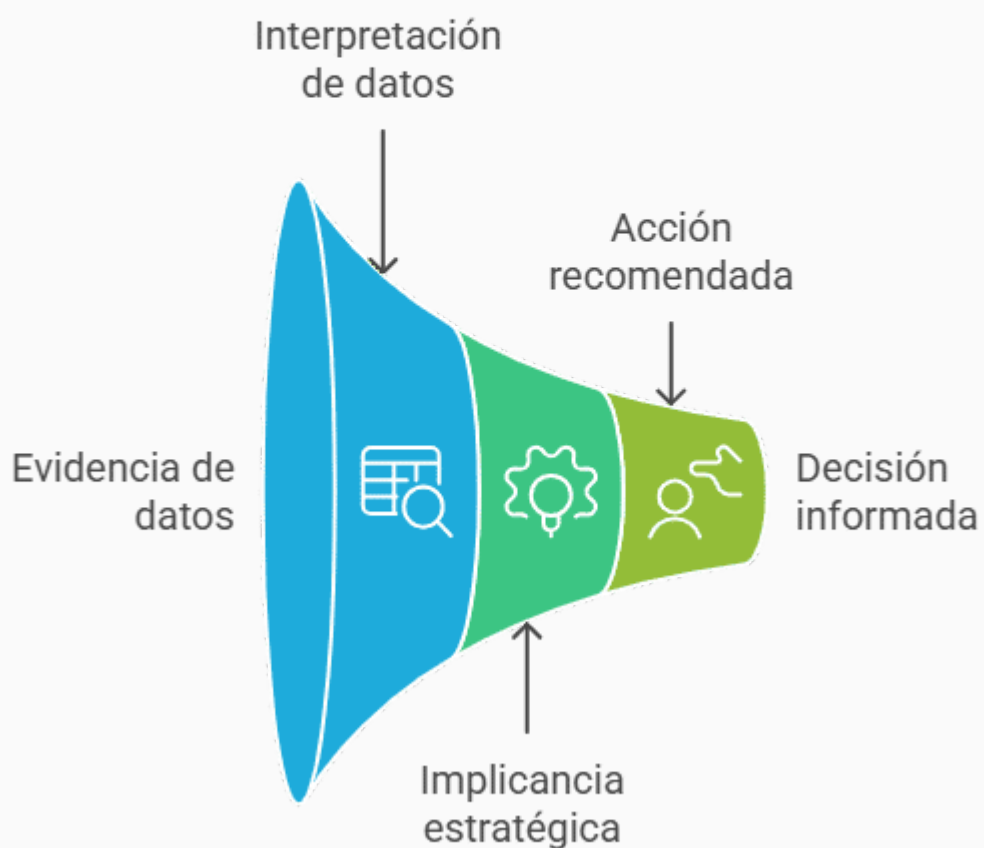 Interpretación
de datos
Acción
recomendada
Evidencia de
datos
Decisión
informada
Implicancia
estratégica